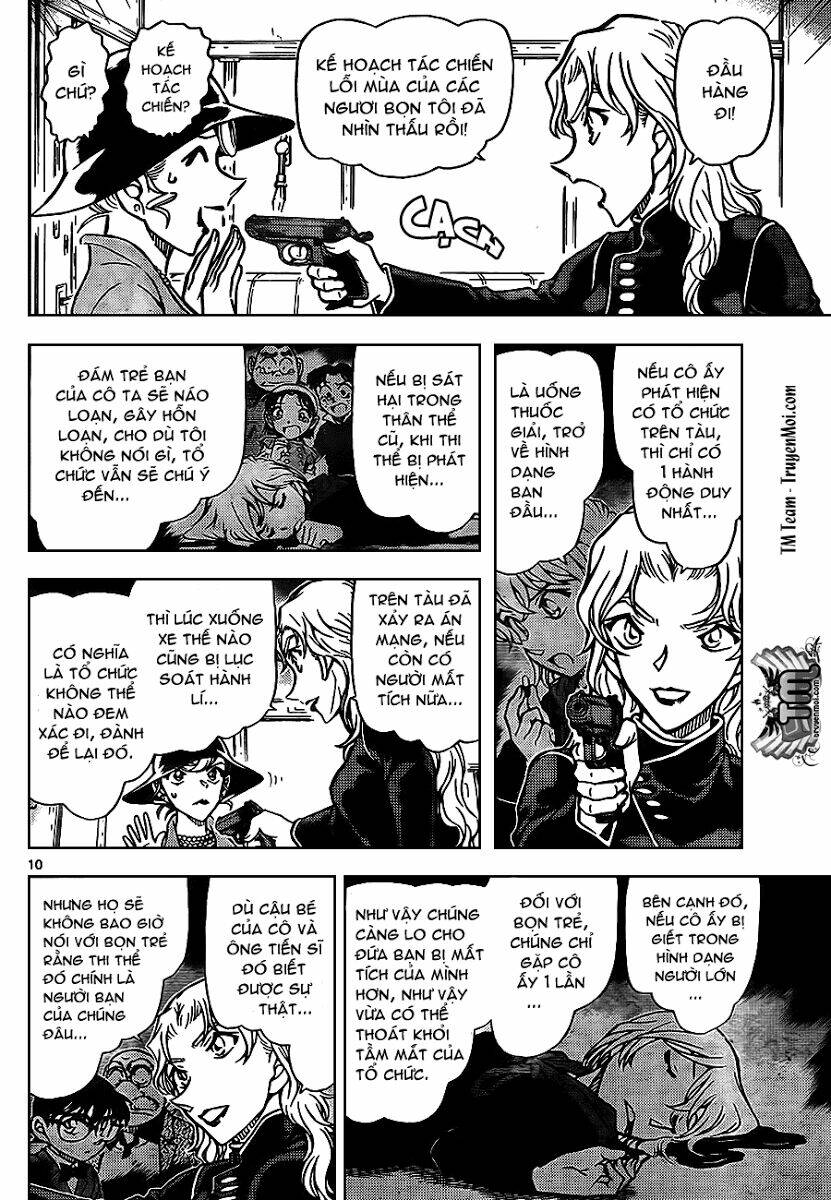 ĐẦU
HÀNG
ĐI!
KẾ HOẠCH TÁC CHIẾN
LỖI MÙA CỦA CÁC
NGƯƠI BỌN TÔI ĐÃ
NHÌN THẤU RỒI!
KẾ
HOẠCH
TÁC
CHIẾN?
GÌ
CHỨ?
CẠCH
NẾU CÔ ẤY
PHÁT HIỆN
CÓ TỔ CHỨC
TRÊN TÀU,
THÌ CHỈ CÓ
1 HÀNH
ĐỘNG DUY
NHẤT...
LÀ UỐNG
THUỐC
GIẢI, TRỞ
VỀ HÌNH
DẠNG
BAN
ĐẦU...
NẾU BỊ SÁT
HẠI TRONG
THÂN THỂ
CŨ, KHI THI
THỂ BỊ PHÁT
HIỆN...
ĐÁM TRẺ BẠN
CỦA CÔ TA SẼ NÁO
LOẠN, GÂY HỖN
LOẠN, CHO DÙ TÔI
KHÔNG NÓI GÌ, TỔ
CHỨC VẪN SẼ CHÚ Ý
ĐẾN...
TRÊN TÀU ĐÃ
XẢY RA ÁN
MẠNG, NẾU
CÒN CÓ
NGƯỜI MẤT
TÍCH NỮA...
THÌ LÚC XUỐNG
XE THẾ NÀO
CŨNG BỊ LỤC
SOÁT HÀNH
LÍ...
CÓ NGHĨA
LÀ TỔ CHỨC
KHÔNG THỂ
NÀO ĐEM
XÁC ĐI, ĐÀNH
ĐỂ LẠI ĐÓ.
TM Team - TruyenMoi.com
TM
truyenmoi.com
10
BÊN CẠNH ĐÓ,
NẾU CÔ ẤY BỊ
GIẾT TRONG
HÌNH DẠNG
NGƯỜI LỚN
...
ĐỐI VỚI
BỌN TRẺ,
CHÚNG CHỈ
GẶP CÔ
ẤY 1 LẦN
...
NHƯ VẬY CHÚNG
CÀNG LO CHO
ĐỨA BẠN BỊ MẤT
TÍCH CỦA MÌNH
HƠN, NHƯ VẬY
VỪA CÓ THỂ
THOÁT KHỎI
TẦM MẮT CỦA
TỔ CHỨC.
DÙ CẬU BÉ
CỦA CÔ VÀ
ÔNG TIẾN SĨ
ĐÓ BIẾT
ĐƯỢC SỰ
THẬT...
NHƯNG HỌ SẼ
KHÔNG BAO GIỜ
NÓI VỚI BỌN TRẺ
RẰNG THI THỂ
ĐÓ CHÍNH LÀ
NGƯỜI BẠN
CỦA CHÚNG
ĐÂU...